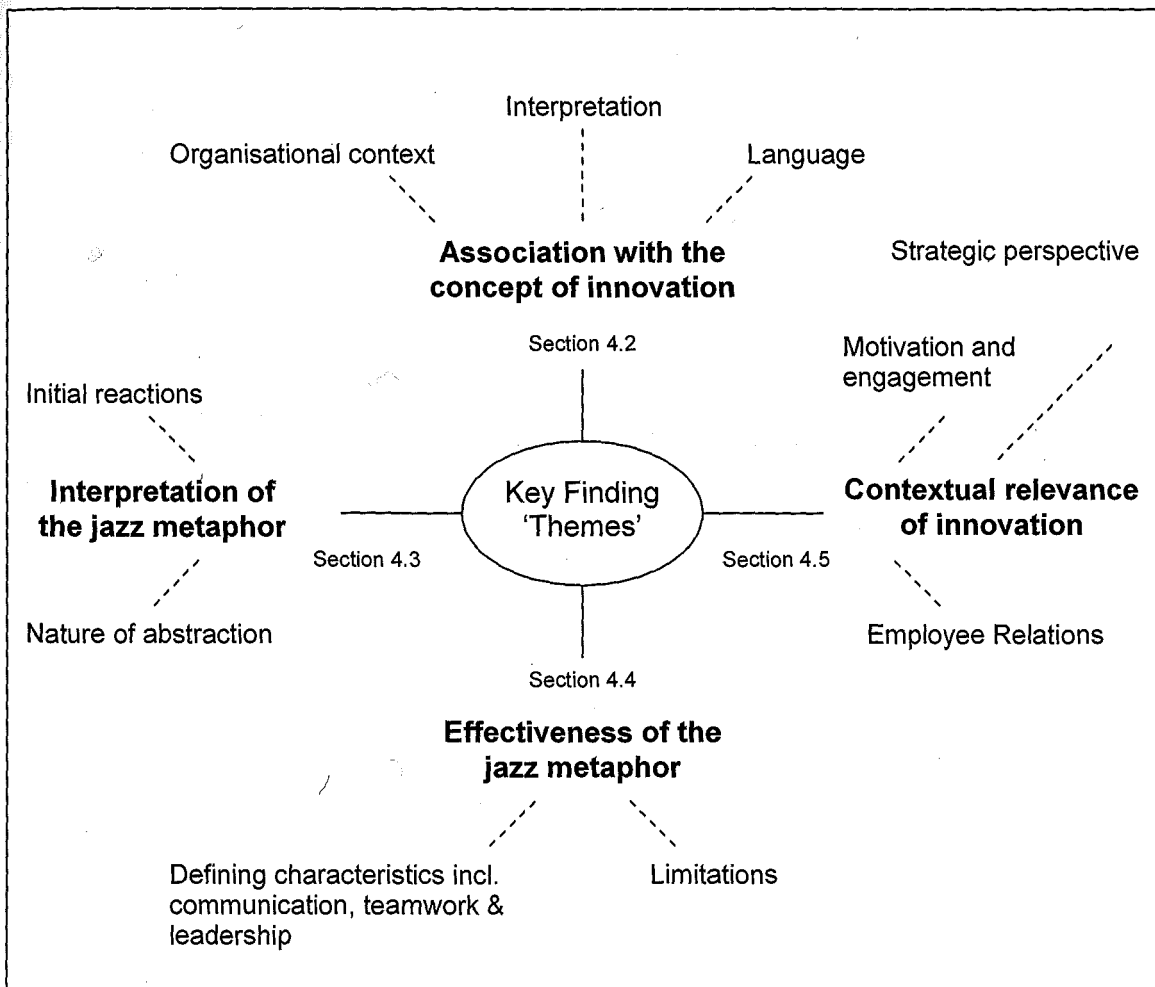 Interpretation
Organisational context
Language
Association with the
concept of innovation
Strategic perspective
Section 4.2
Motivation and
engagement
Initial reactions
Interpretation of
the jazz metaphor
Key Finding
'Themes'
Contextual relevance
of innovation
Section 4.3
Section 4.5
Nature of abstraction
Employee Relations
Section 4.4
Effectiveness of the
jazz metaphor
Defining characteristics incl.
communication, teamwork &
leadership
Limitations